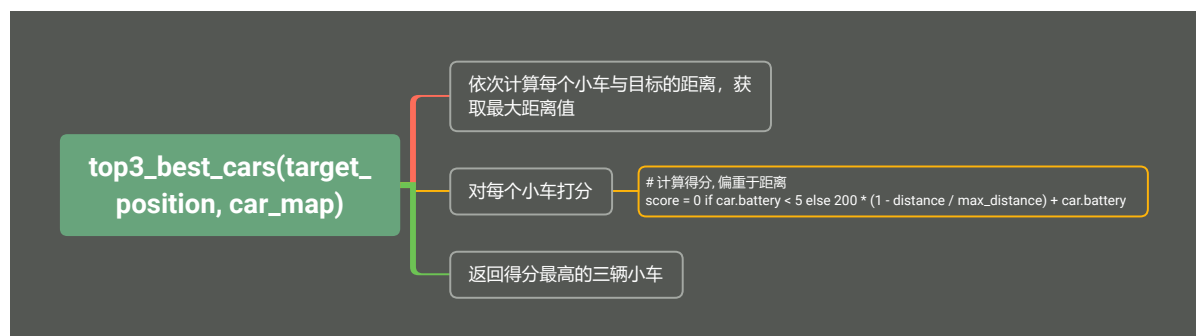 依次计算每个小车与目标的距离，获
取最大距离值
top3_best_cars(target_
position, car_map)
对每个小车打分
# 计算得分, 偏重于距离
score = 0 if car.battery < 5 else 200 * (1 - distance / max_distance) + car.battery
返回得分最高的三辆小车